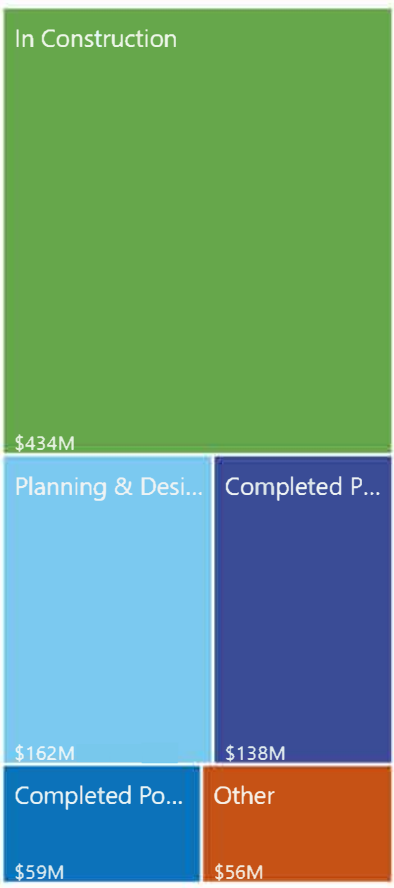 In Construction
$434M
Planning & Desi...
Completed P...
$162M
$138M
Completed Po...
Other
$59M
$56M